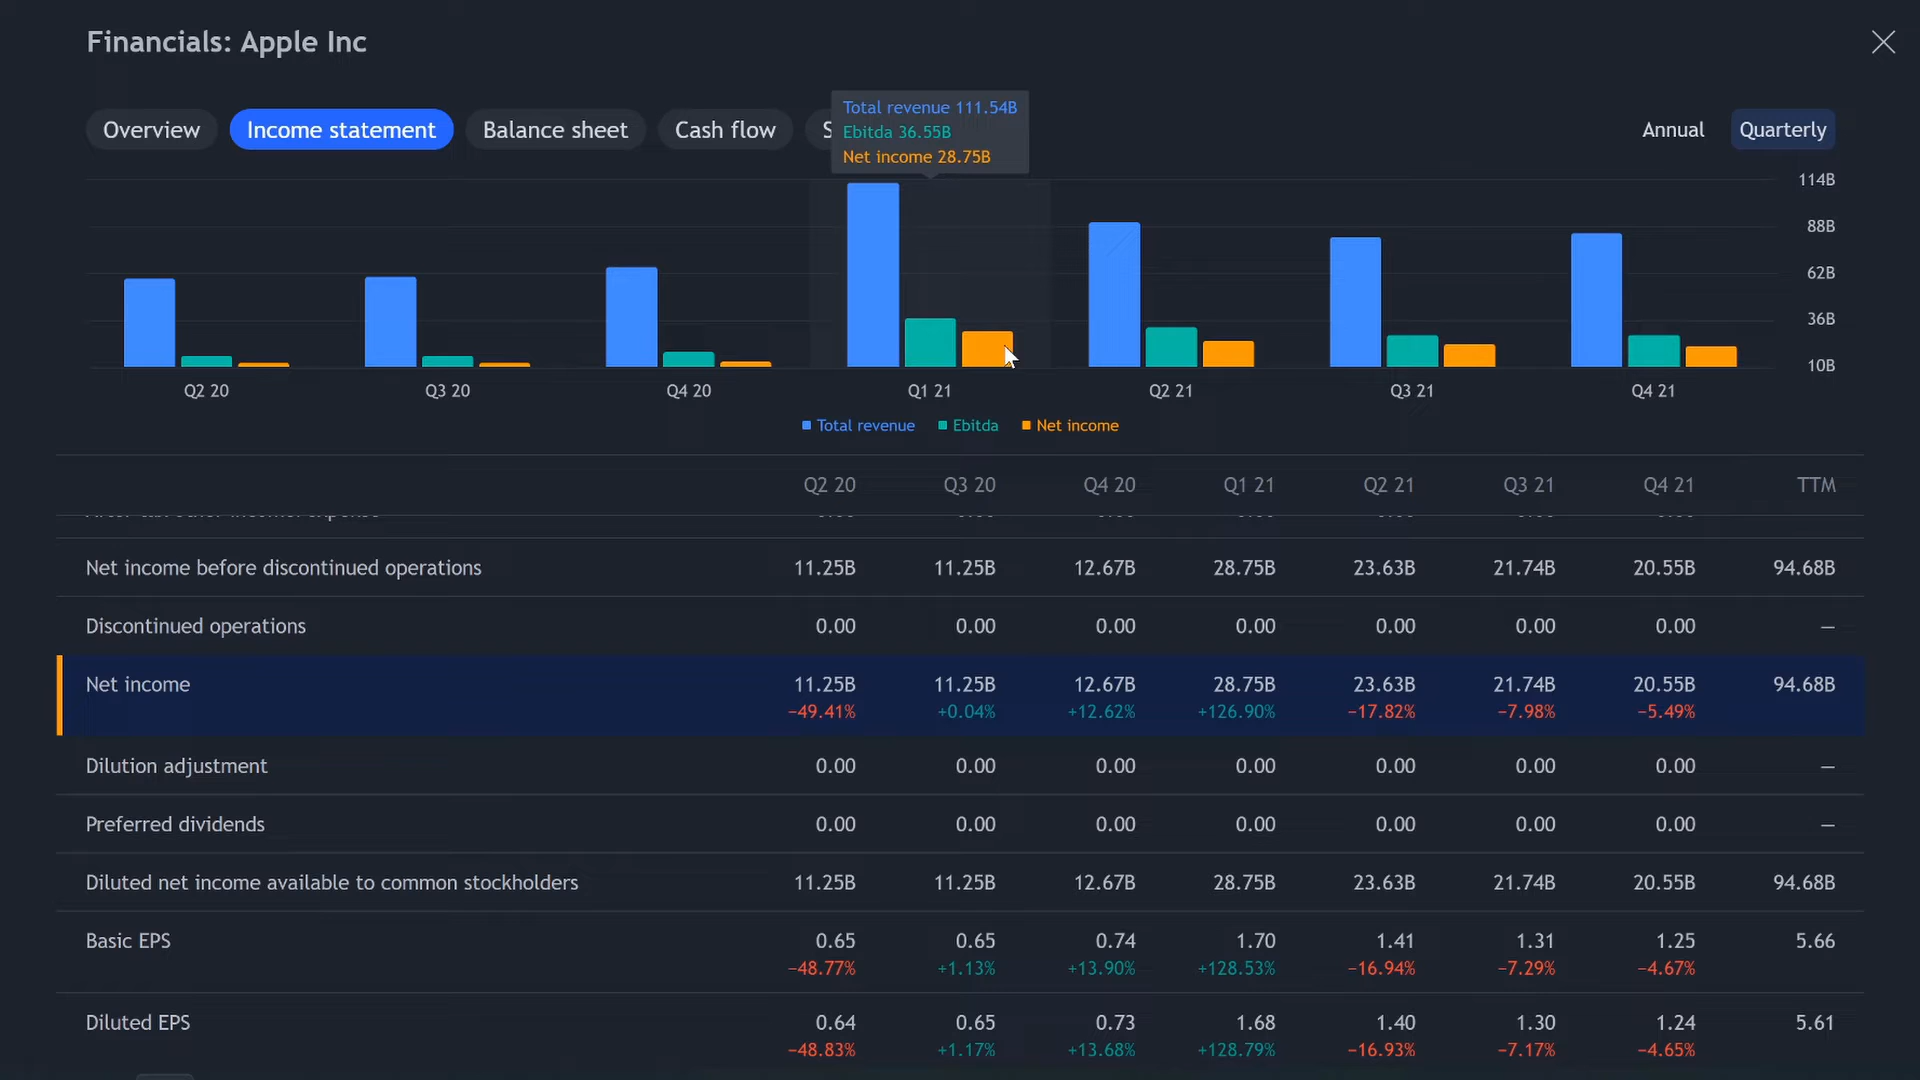 Financials: Apple Inc
Overview Income statement Balance sheet Cash flow S Annual Quarterly
Total revenue 111.54B
Ebitda 36.55B
Net income 28.75B
114B
88B
62B
36B
10B
Q2 20 Q3 20 Q4 20 Q1 21 Q2 21 Q3 21 Q4 21
Total revenue Ebitda Net income
Q2 20 Q3 20 Q4 20 Q1 21 Q2 21 Q3 21 Q4 21 TTM
Net income before discontinued operations 11.25B 11.25B 12.67B 28.75B 23.63B 21.74B 20.55B 94.68B
Discontinued operations 0.00 0.00 0.00 0.00 0.00 0.00 0.00 —
Net income 11.25B 11.25B 12.67B 28.75B 23.63B 21.74B 20.55B 94.68B
−49.41% +0.04% +12.62% +126.90% −17.82% −7.98% −5.49%
Dilution adjustment 0.00 0.00 0.00 0.00 0.00 0.00 0.00 —
Preferred dividends 0.00 0.00 0.00 0.00 0.00 0.00 0.00 —
Diluted net income available to common stockholders 11.25B 11.25B 12.67B 28.75B 23.63B 21.74B 20.55B 94.68B
Basic EPS 0.65 0.65 0.74 1.70 1.41 1.31 1.25 5.66
−48.77% +1.13% +13.90% +128.53% −16.94% −7.29% −4.67%
Diluted EPS 0.64 0.65 0.73 1.68 1.40 1.30 1.24 5.61
−48.83% +1.17% +13.68% +128.79% −16.93% −7.17% −4.65%